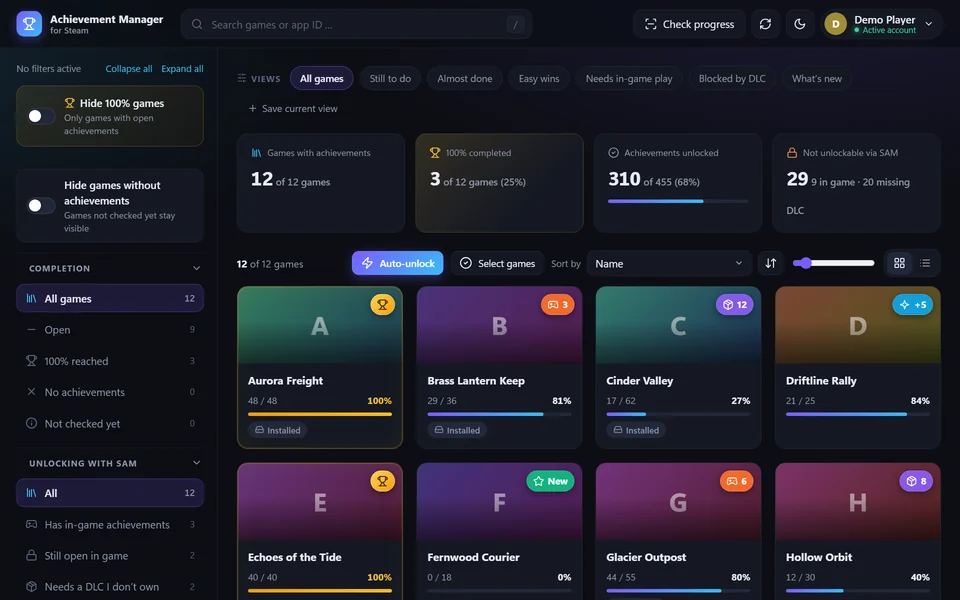 Achievement Manager
for Steam
Search games or app ID ...
/
Check progress
D
Demo Player
Active account
No filters active
Collapse all
Expand all
Hide 100% games
Only games with open
achievements
Hide games without
achievements
Games not checked yet stay
visible
COMPLETION
All games 12
Open 9
100% reached 3
No achievements 0
Not checked yet 0
UNLOCKING WITH SAM
All 12
Has in-game achievements 3
Still open in game 2
Needs a DLC I don't own 2
VIEWS
All games
Still to do
Almost done
Easy wins
Needs in-game play
Blocked by DLC
What's new
Save current view
Games with achievements
12 of 12 games
100% completed
3 of 12 games (25%)
Achievements unlocked
310 of 455 (68%)
Not unlockable via SAM
29 9 in game · 20 missing
DLC
12 of 12 games
Auto-unlock
Select games
Sort by
Name
A
Aurora Freight
48 / 48 100%
Installed
3
B
Brass Lantern Keep
29 / 36 81%
Installed
12
C
Cinder Valley
17 / 62 27%
Installed
+5
D
Driftline Rally
21 / 25 84%
E
Echoes of the Tide
40 / 40 100%
New
F
Fernwood Courier
0 / 18 0%
6
G
Glacier Outpost
44 / 55 80%
8
H
Hollow Orbit
12 / 30 40%